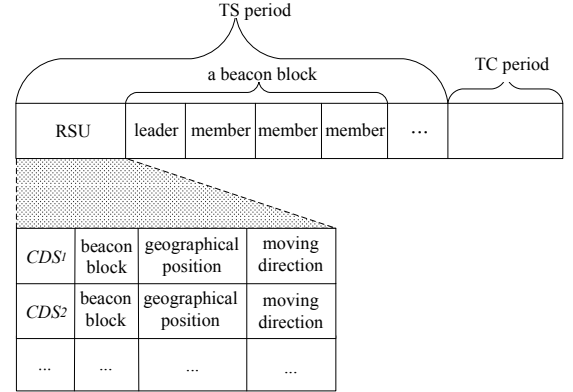 TS period
a beacon block
TC period
RSU
leader
member
member
member
...
CDS1
beacon
block
geographical
position
moving
direction
CDS2
beacon
block
geographical
position
moving
direction
...
...
...
...